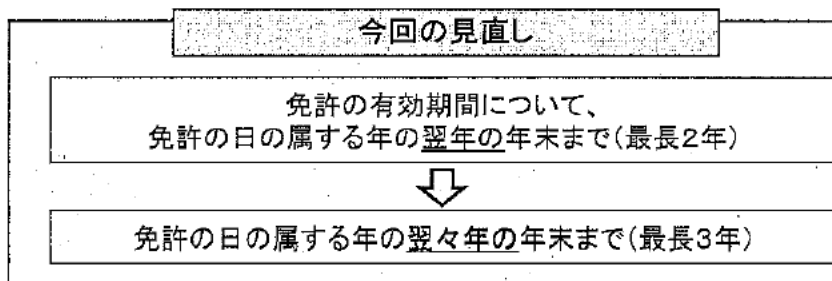 今回の見直し
免許の有効期間について、
免許の日の属する年の翌年の年末まで(最長2年)
免許の日の属する年の翌々年の年末まで(最長3年)